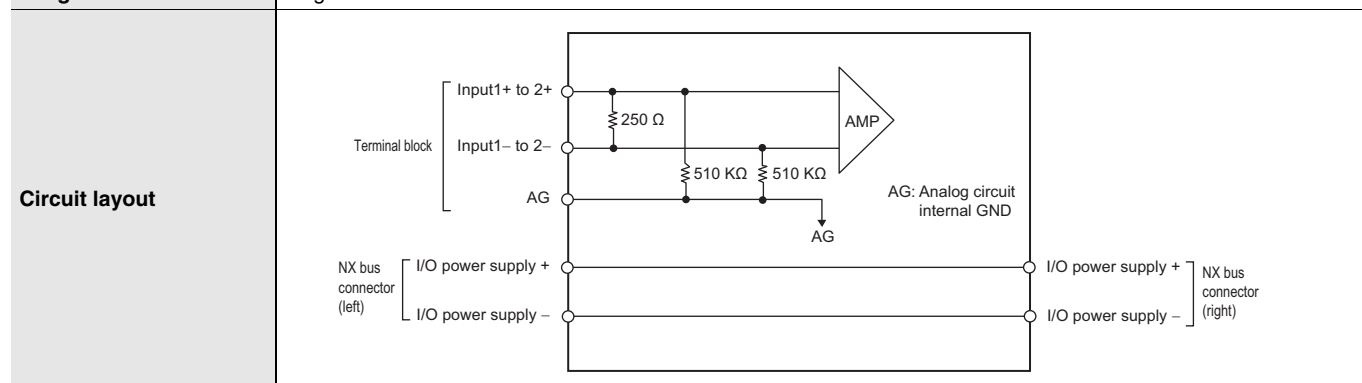 Circuit layout
Terminal block
Input1+ to 2+
Input1– to 2–
AG
250 Ω
510 KΩ
510 KΩ
AMP
AG
AG: Analog circuit
internal GND
NX bus
connector
(left)
I/O power supply +
I/O power supply –
I/O power supply +
I/O power supply –
NX bus
connector
(right)